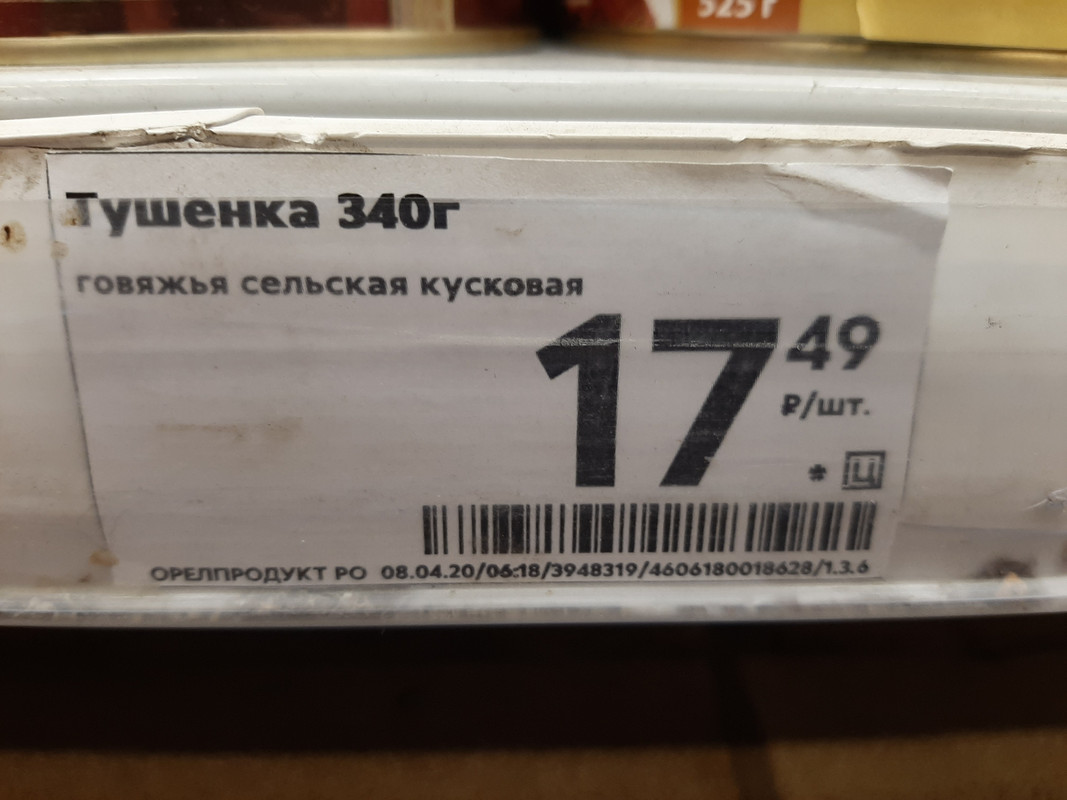 525 г
Тушенка 340г
говяжья сельская кусковая
17 49
₽/шт.
* Ц
ОРЕЛПРОДУКТ РО 08.04.20/06:18/3948319/4606180018628/1.3.6